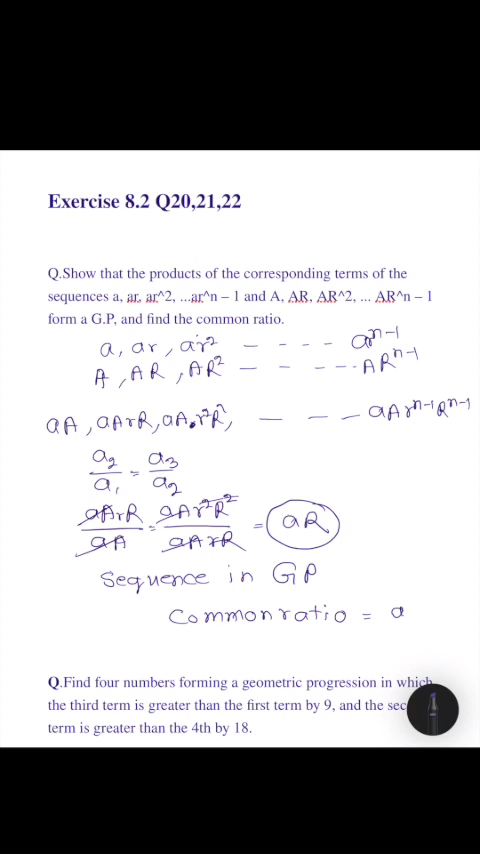 Exercise 8.2 Q20,21,22
Q.Show that the products of the corresponding terms of the
sequences a, ar, ar^2, ...ar^n – 1 and A, AR, AR^2, ... AR^n – 1
form a G.P, and find the common ratio.
a, ar, ar² - - - - arⁿ⁻¹
A, AR, AR² - - - - - ARⁿ⁻¹
aA, aArR, aA.r²R², - - - aArⁿ⁻¹Rⁿ⁻¹
a₂/a₁ = a₃/a₂
aArR/aA = aAr²R²/aArR = aR
Sequence in GP
Common ratio = a
Q.Find four numbers forming a geometric progression in which
the third term is greater than the first term by 9, and the
term is greater than the 4th by 18.